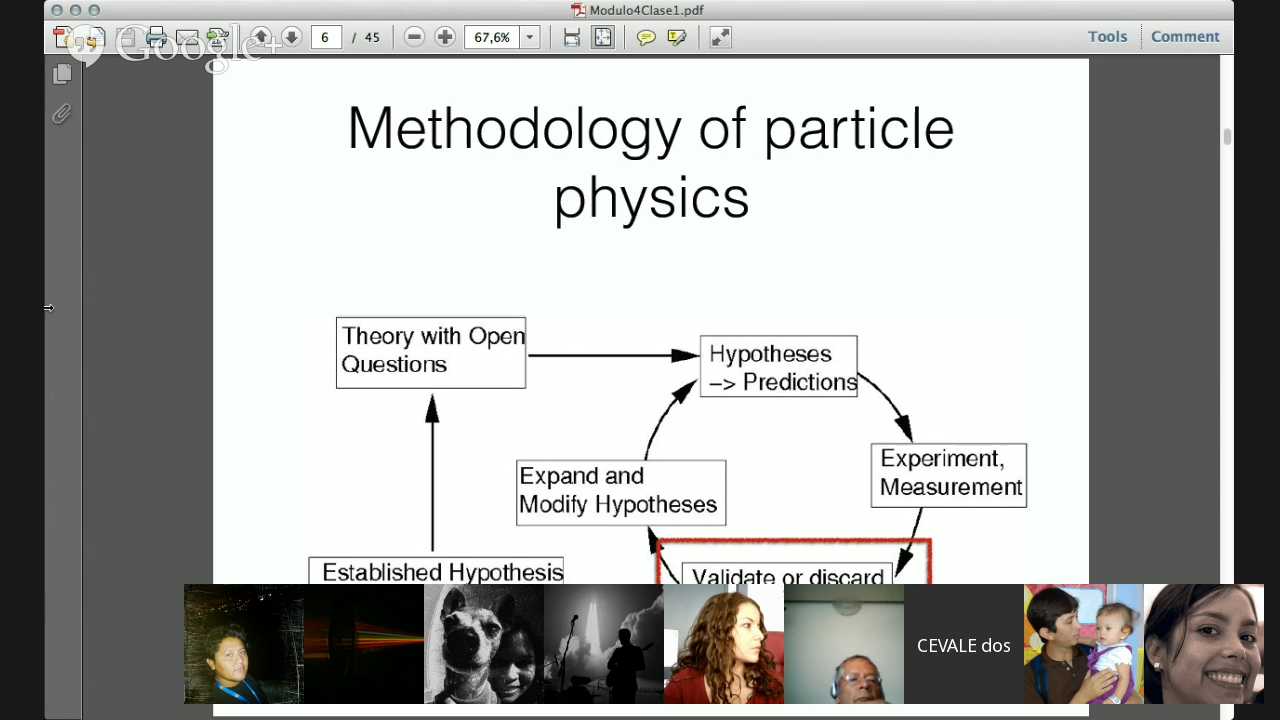 Modulo4Clase1.pdf
6 / 45
67,6%
Tools
Comment
Google+
Methodology of particle
physics
Theory with Open
Questions
Hypotheses
–> Predictions
Expand and
Modify Hypotheses
Experiment,
Measurement
Established Hypothesis
Validate or discard
CEVALE dos